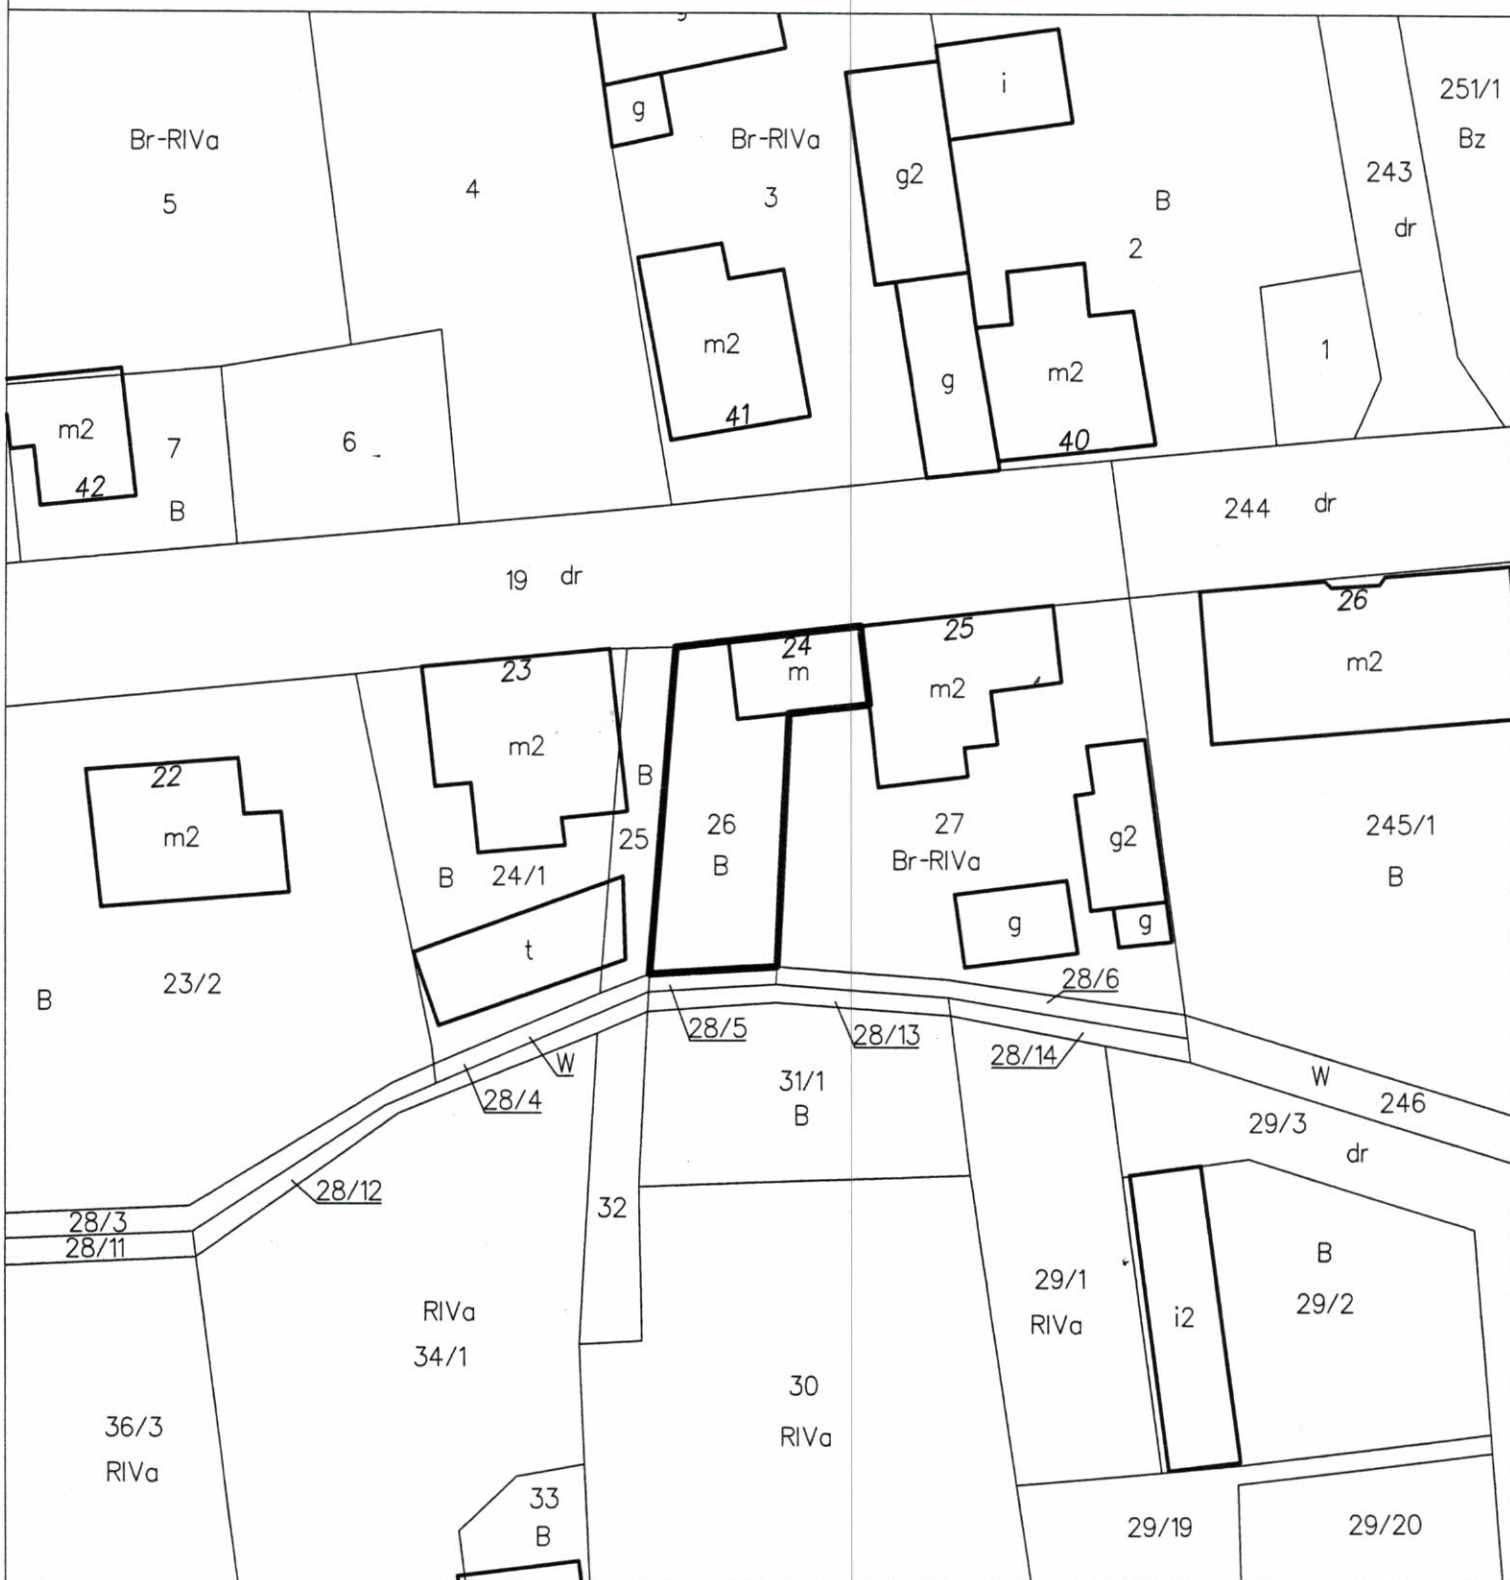 g
251/1
Bz
Br-RIVa
5
4
g
Br-RIVa
3
i
g2
B
2
243
dr
m2
41
g
m2
40
1
m2
42
7
B
6
244 dr
19 dr
26
m2
23
m2
24
m
25
m2
22
m2
B
25
26
B
27
Br-RIVa
g2
245/1
B
B 24/1
t
g
g
B
23/2
28/6
28/5
28/13
28/14
W
28/4
31/1
B
W
246
29/3
dr
28/12
28/3
28/11
32
RIVa
34/1
29/1
RIVa
i2
B
29/2
30
RIVa
36/3
RIVa
33
B
29/19
29/20